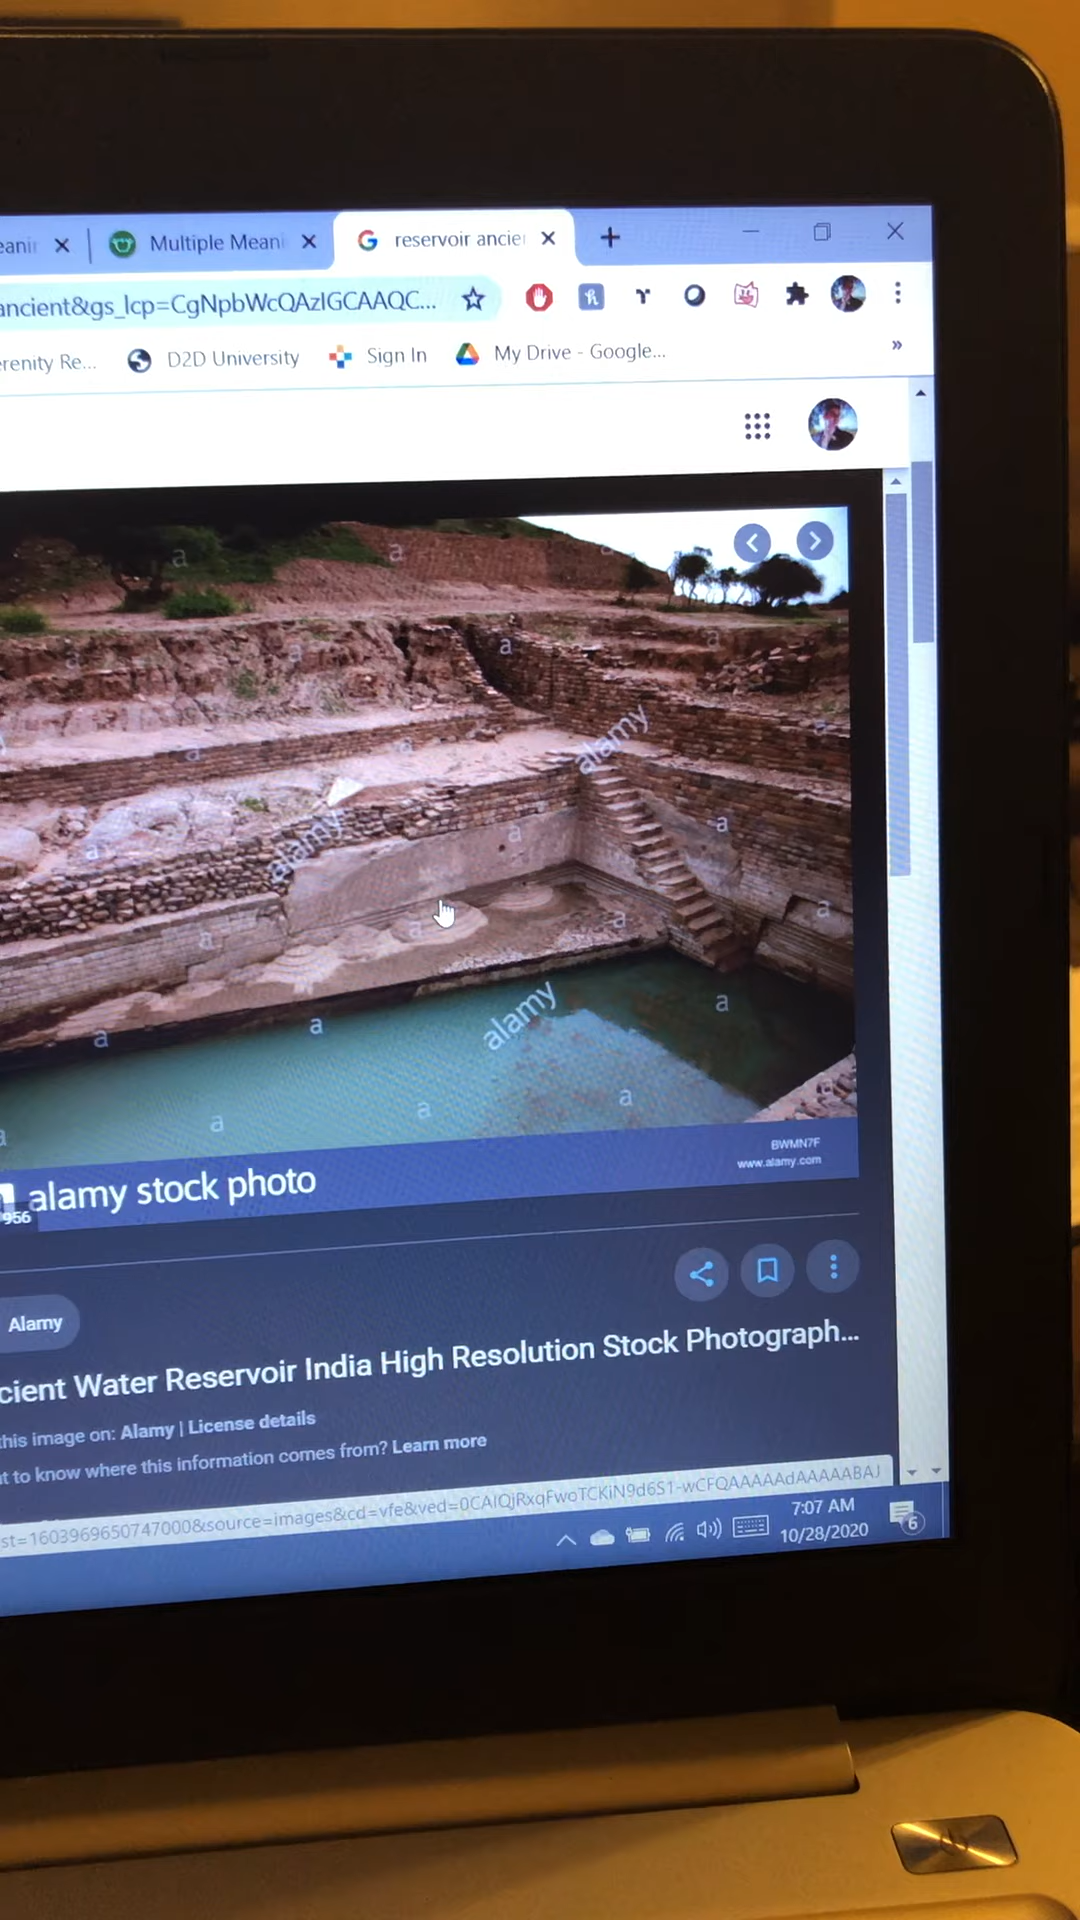 eanin
Multiple Meani
reservoir ancie
ancient&gs_lcp=CgNpbWcQAzIGCAAQC...
erenity Re...
D2D University
Sign In
My Drive - Google...
»
a
a
a
a
a
a
a
alamy
a
alamy
a
a
a
a
a
a
alamy
a
a
a
a
a
a
BWMN7F
www.alamy.com
alamy stock photo
956
Alamy
cient Water Reservoir India High Resolution Stock Photograph...
this image on: Alamy | License details
t to know where this information comes from? Learn more
st=1603969650747000&source=images&cd=vfe&ved=0CAIQjRxqFwoTCKiN9d6S1-wCFQAAAAAdAAAAABAJ
7:07 AM
10/28/2020
6